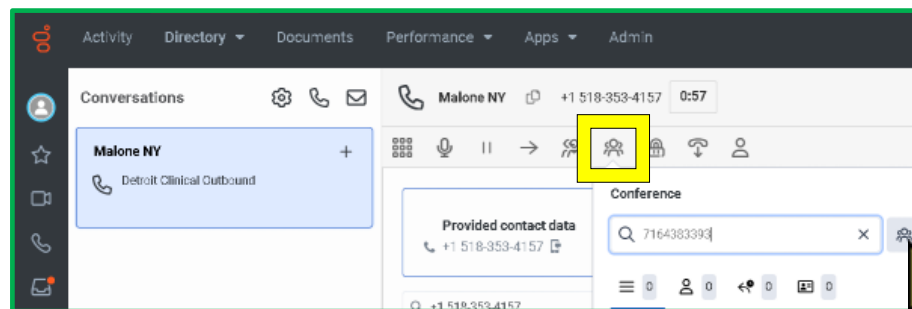 Activity Directory Documents Performance Apps Admin
Conversations
Malone NY +1 518-353-4157 0:57
Malone NY
Detroit Clinical Outbound
Conference
Provided contact data
+1 518-353-4157
7164383393
0 0 0 0
+1 518-353-4157